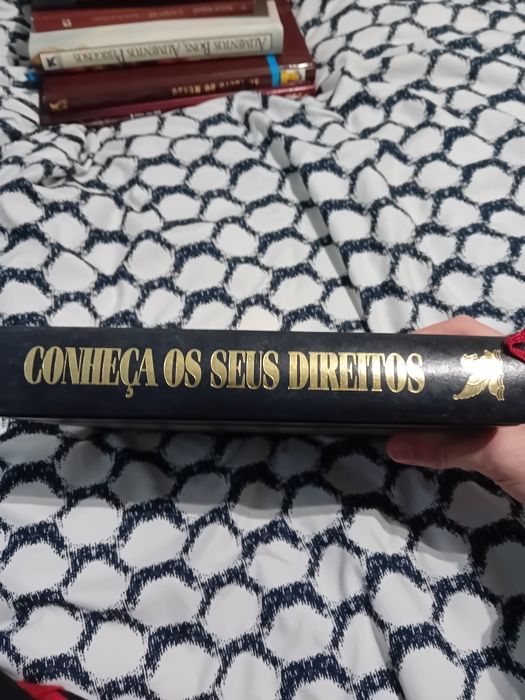 ALIMENTOS BONS, ALIMENTOS PERIGOSOS
CONHEÇA OS SEUS DIREITOS